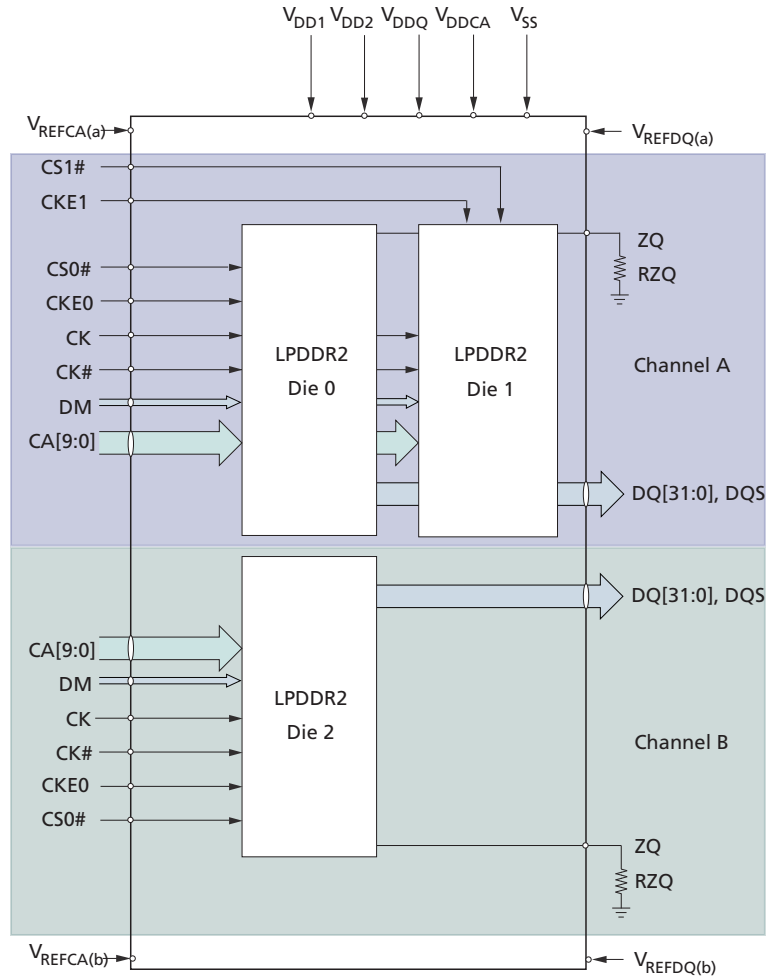 VDD1 VDD2 VDDQ VDDCA VSS
VREFCA(a)
VREFDQ(a)
CS1#
CKE1
ZQ
RZQ
CS0#
CKE0
CK
CK#
DM
CA[9:0]
LPDDR2
Die 0
LPDDR2
Die 1
Channel A
DQ[31:0], DQS
DQ[31:0], DQS
CA[9:0]
DM
CK
CK#
CKE0
CS0#
LPDDR2
Die 2
Channel B
ZQ
RZQ
VREFCA(b)
VREFDQ(b)